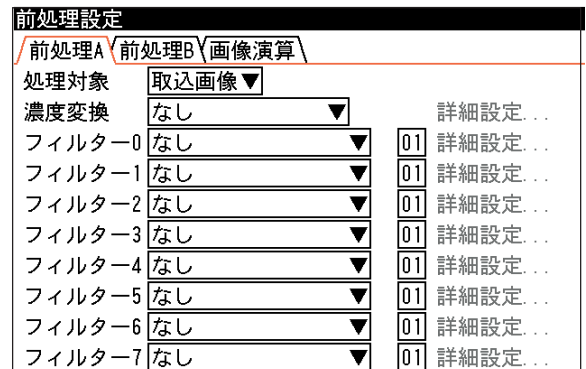 前処理設定
前処理A 前処理B 画像演算
処理対象 取込画像▼
濃度変換 なし ▼ 詳細設定...
フィルター0 なし ▼ 01 詳細設定...
フィルター1 なし ▼ 01 詳細設定...
フィルター2 なし ▼ 01 詳細設定...
フィルター3 なし ▼ 01 詳細設定...
フィルター4 なし ▼ 01 詳細設定...
フィルター5 なし ▼ 01 詳細設定...
フィルター6 なし ▼ 01 詳細設定...
フィルター7 なし ▼ 01 詳細設定...